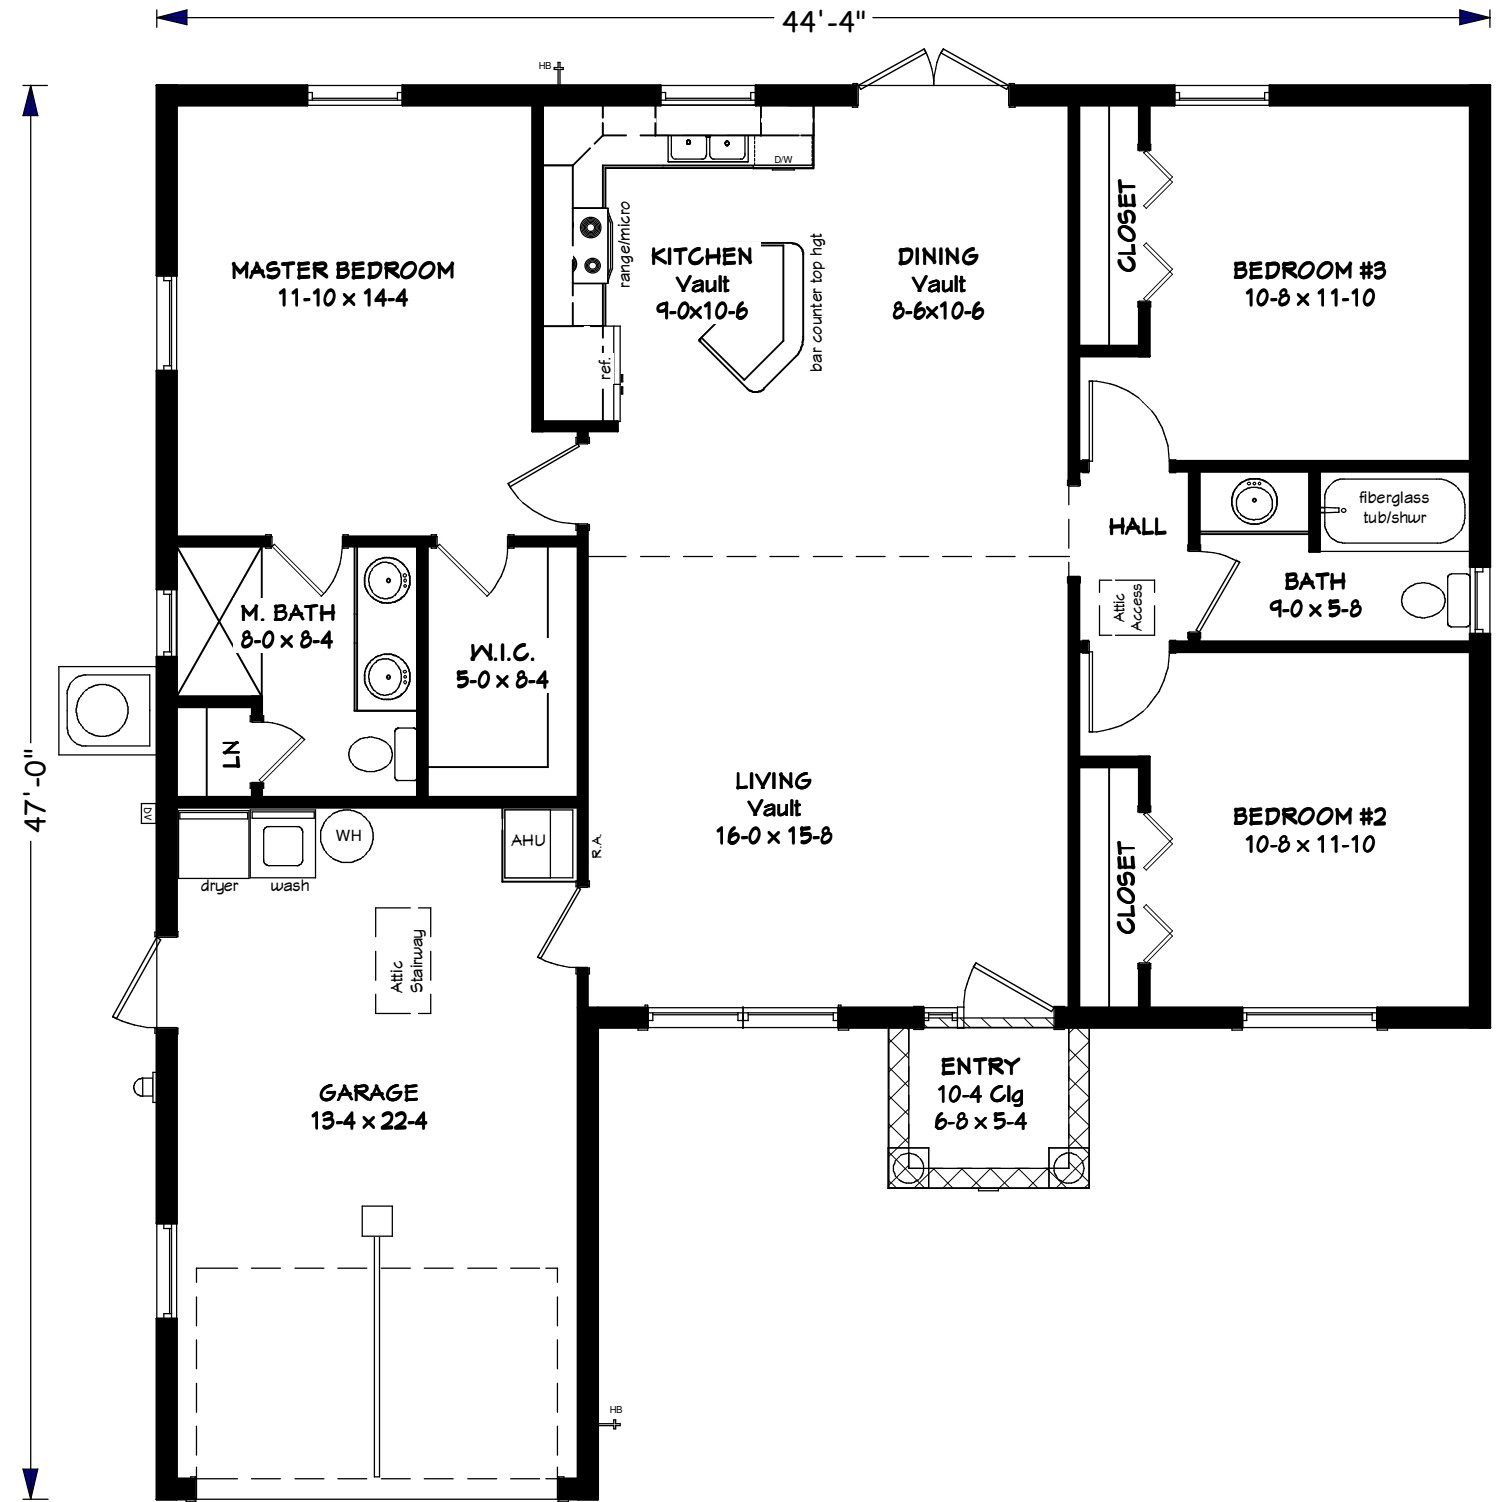 44'-4"
HB
D/W
CLOSET
range/micro
KITCHEN
Vault
9-0x10-6
bar counter top hgt
DINING
Vault
8-6x10-6
MASTER BEDROOM
11-10 x 14-4
BEDROOM #3
10-8 x 11-10
ref.
fiberglass
tub/shwr
HALL
BATH
9-0 x 5-8
Attic
Access
M. BATH
8-0 x 8-4
W.I.C.
5-0 x 8-4
LN
47'-0"
LIVING
Vault
16-0 x 15-8
BEDROOM #2
10-8 x 11-10
DV
WH
AHU
R.A.
dryer
wash
CLOSET
Attic
Stairway
GARAGE
13-4 x 22-4
ENTRY
10-4 Clg
6-8 x 5-4
HB